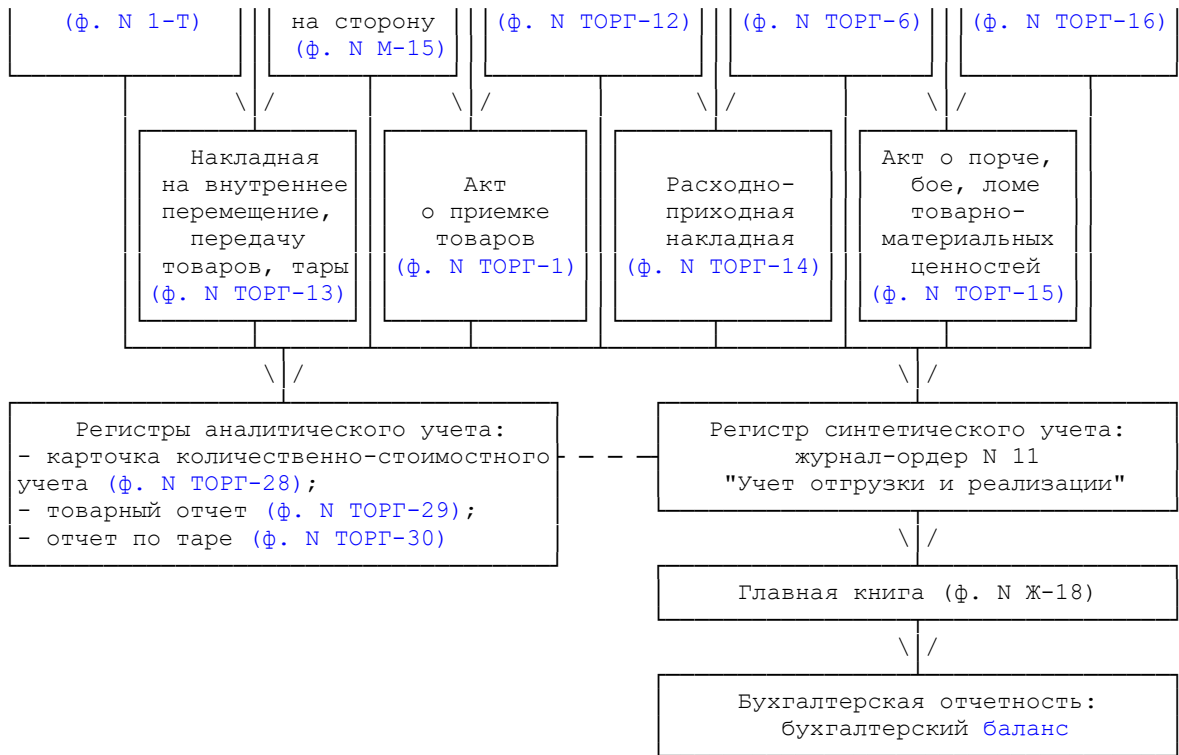 (ф. N 1-Т)
на сторону
(ф. N М-15)
(ф. N ТОРГ-12)
(ф. N ТОРГ-6)
(ф. N ТОРГ-16)
Накладная
на внутреннее
перемещение,
передачу
товаров, тары
(ф. N ТОРГ-13)
Акт
о приемке
товаров
(ф. N ТОРГ-1)
Расходно-
приходная
накладная
(ф. N ТОРГ-14)
Акт о порче,
бое, ломе
товарно-
материальных
ценностей
(ф. N ТОРГ-15)
Регистры аналитического учета:
- карточка количественно-стоимостного
учета (ф. N ТОРГ-28);
- товарный отчет (ф. N ТОРГ-29);
- отчет по таре (ф. N ТОРГ-30)
Регистр синтетического учета:
журнал-ордер N 11
"Учет отгрузки и реализации"
Главная книга (ф. N Ж-18)
Бухгалтерская отчетность:
бухгалтерский баланс